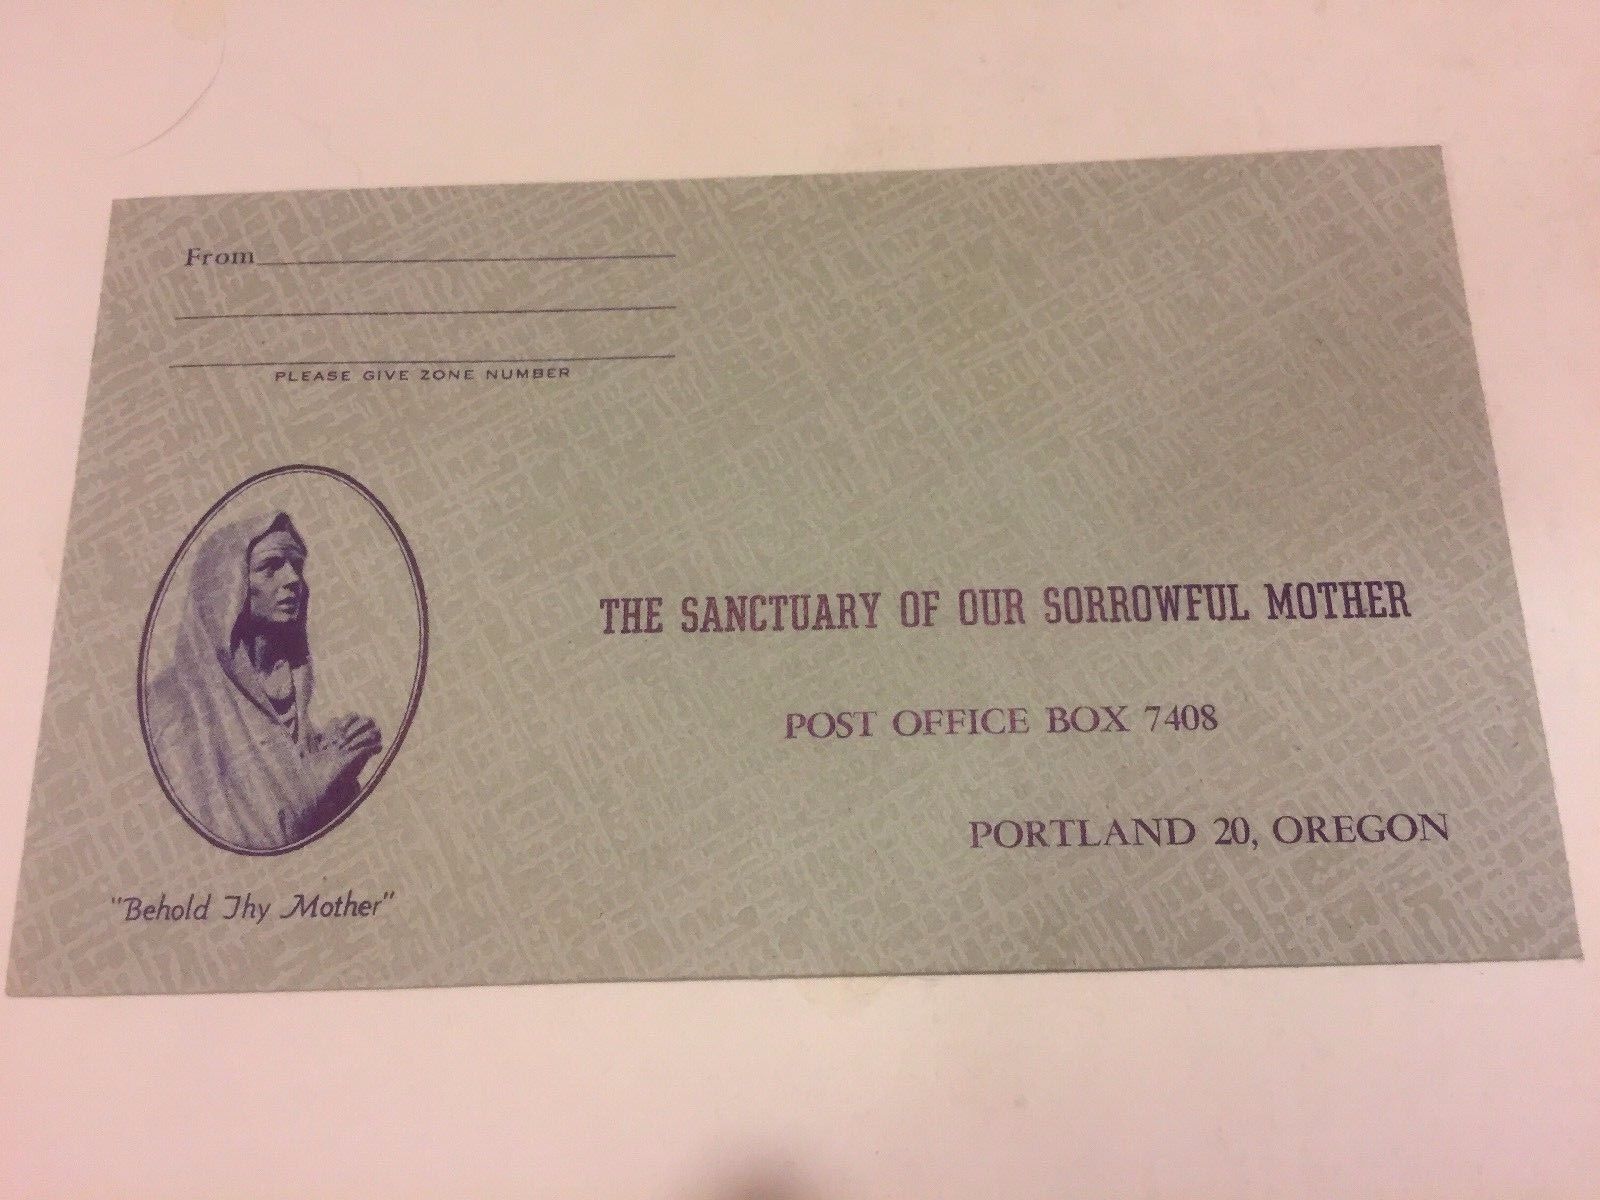 From
PLEASE GIVE ZONE NUMBER
THE SANCTUARY OF OUR SORROWFUL MOTHER
POST OFFICE BOX 7408
PORTLAND 20, OREGON
"Behold Thy Mother"